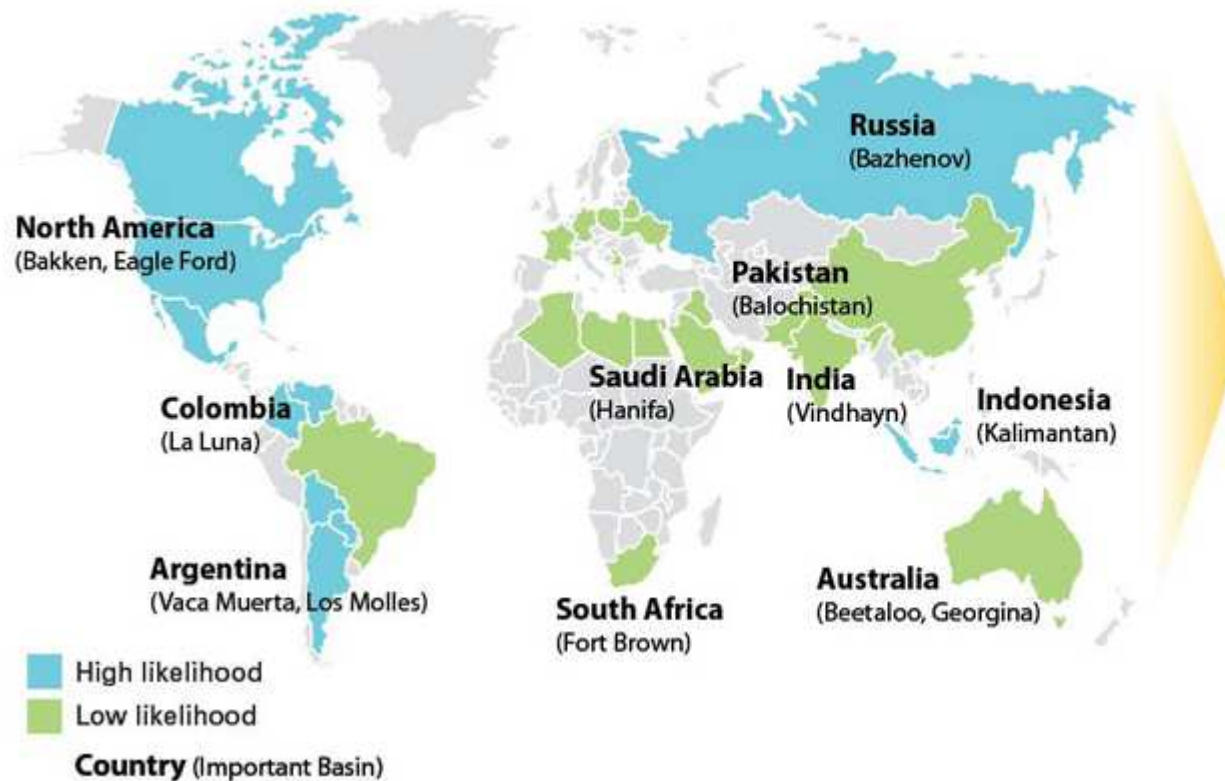 Russia
(Bazhenov)
North America
(Bakken, Eagle Ford)
Pakistan
(Balochistan)
Saudi Arabia
(Hanifa)
India
(Vindhayn)
Indonesia
(Kalimantan)
Colombia
(La Luna)
Argentina
(Vaca Muerta, Los Molles)
South Africa
(Fort Brown)
Australia
(Beetaloo, Georgina)
High likelihood
Low likelihood
Country (Important Basin)